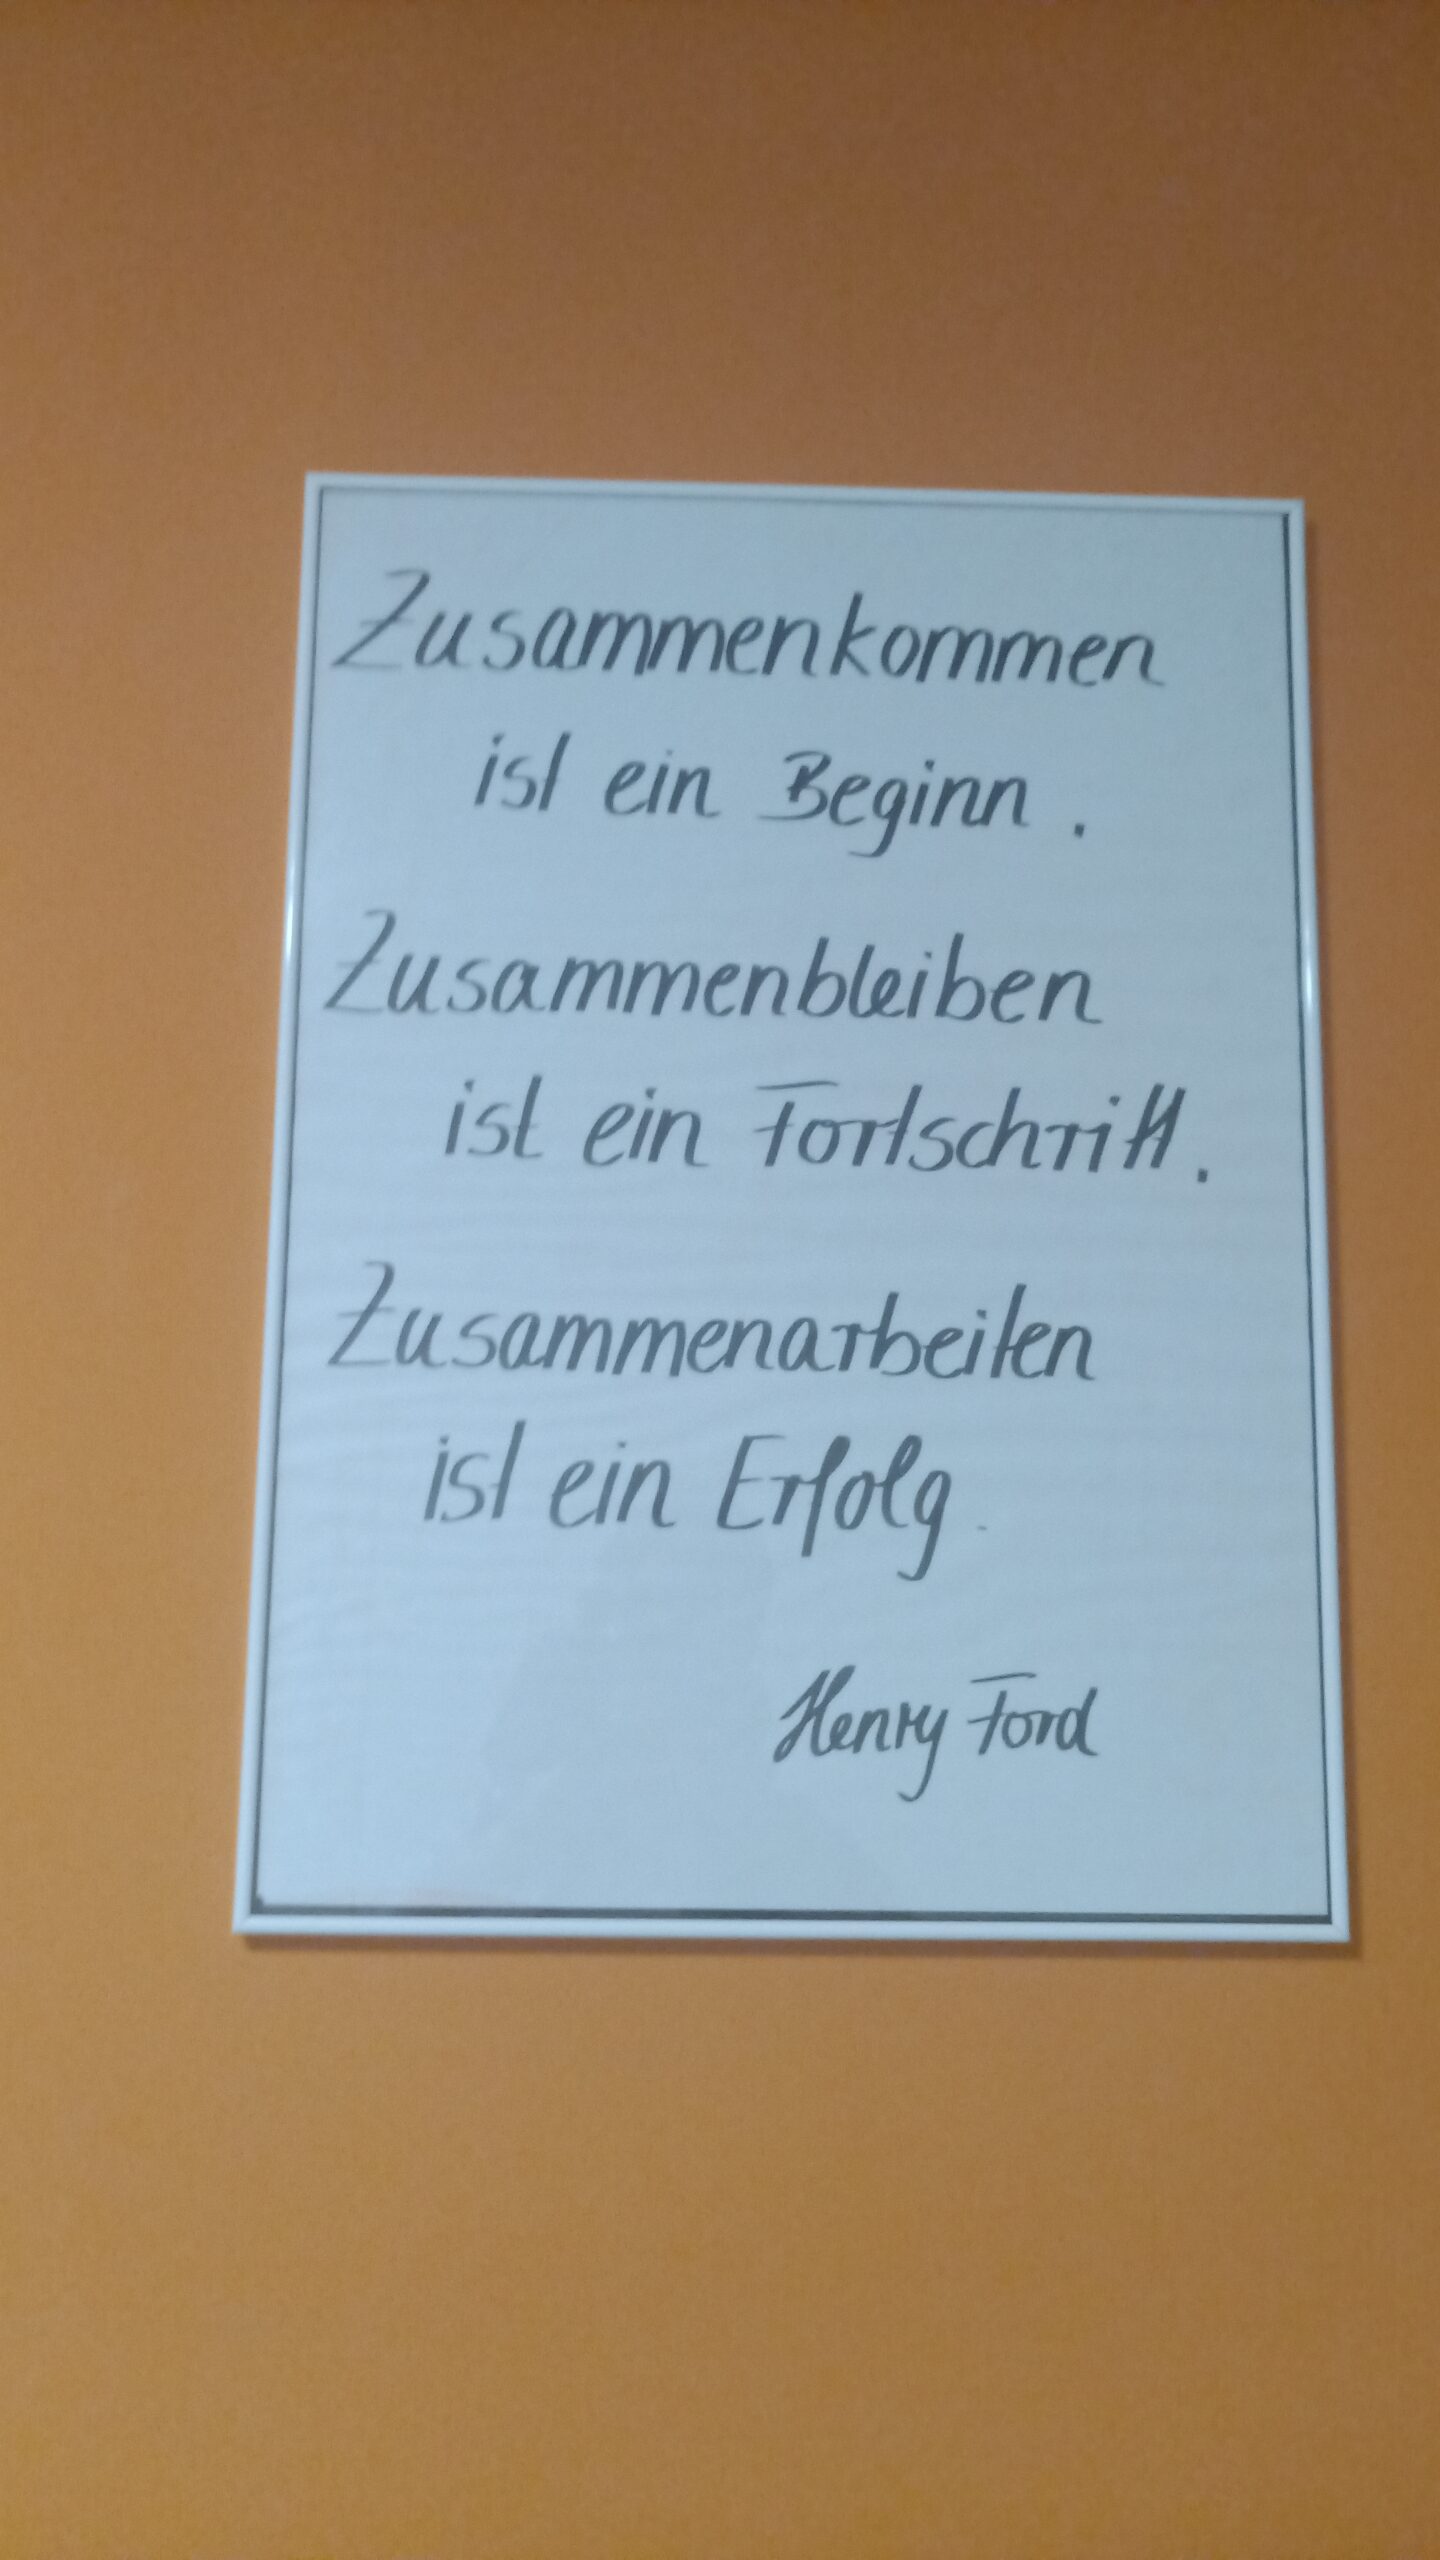 Zusammenkommen
ist ein Beginn.
Zusammenbleiben
ist ein Fortschritt.
Zusammenarbeiten
ist ein Erfolg.
Henry Ford